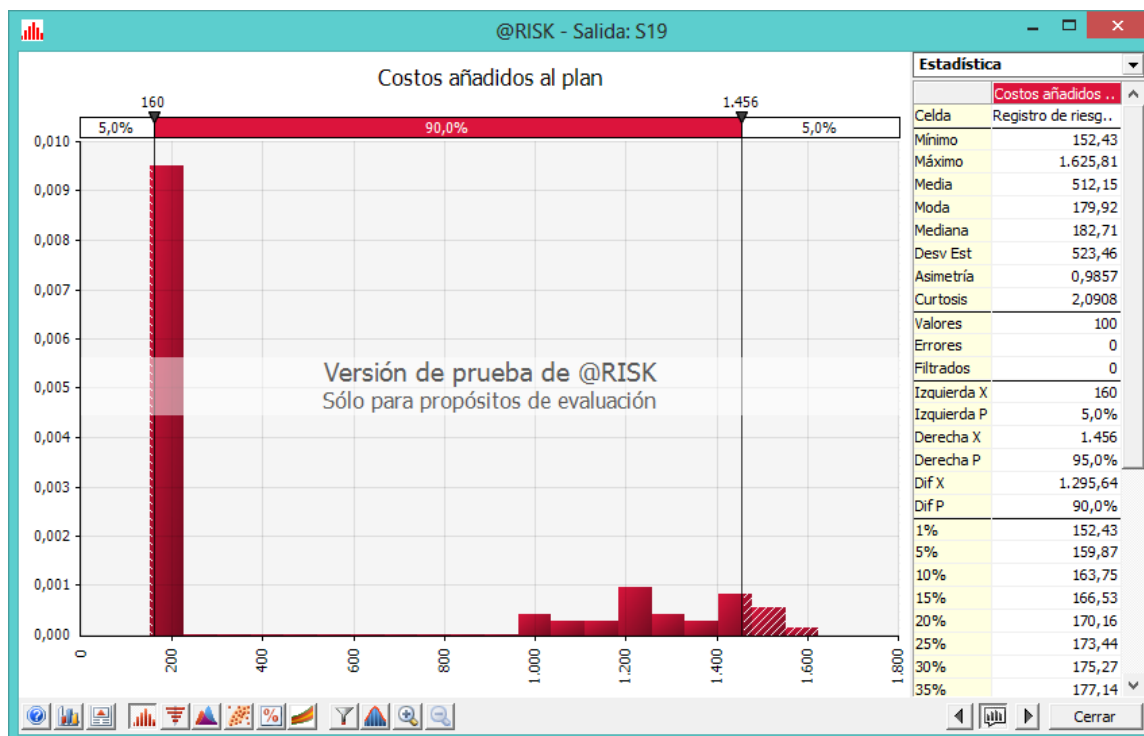 @RISK - Salida: S19
Costos añadidos al plan
160
1.456
5,0%
90,0%
5,0%
0,010
0,009
0,008
0,007
0,006
0,005
0,004
0,003
0,002
0,001
0,000
Versión de prueba de @RISK
Sólo para propósitos de evaluación
0
200
400
600
800
1.000
1.200
1.400
1.600
1.800
Estadística
Costos añadidos ..
Celda Registro de riesg..
Mínimo 152,43
Máximo 1.625,81
Media 512,15
Moda 179,92
Mediana 182,71
Desv Est 523,46
Asimetría 0,9857
Curtosis 2,0908
Valores 100
Errores 0
Filtrados 0
Izquierda X 160
Izquierda P 5,0%
Derecha X 1.456
Derecha P 95,0%
Dif X 1.295,64
Dif P 90,0%
1% 152,43
5% 159,87
10% 163,75
15% 166,53
20% 170,16
25% 173,44
30% 175,27
35% 177,14
Cerrar